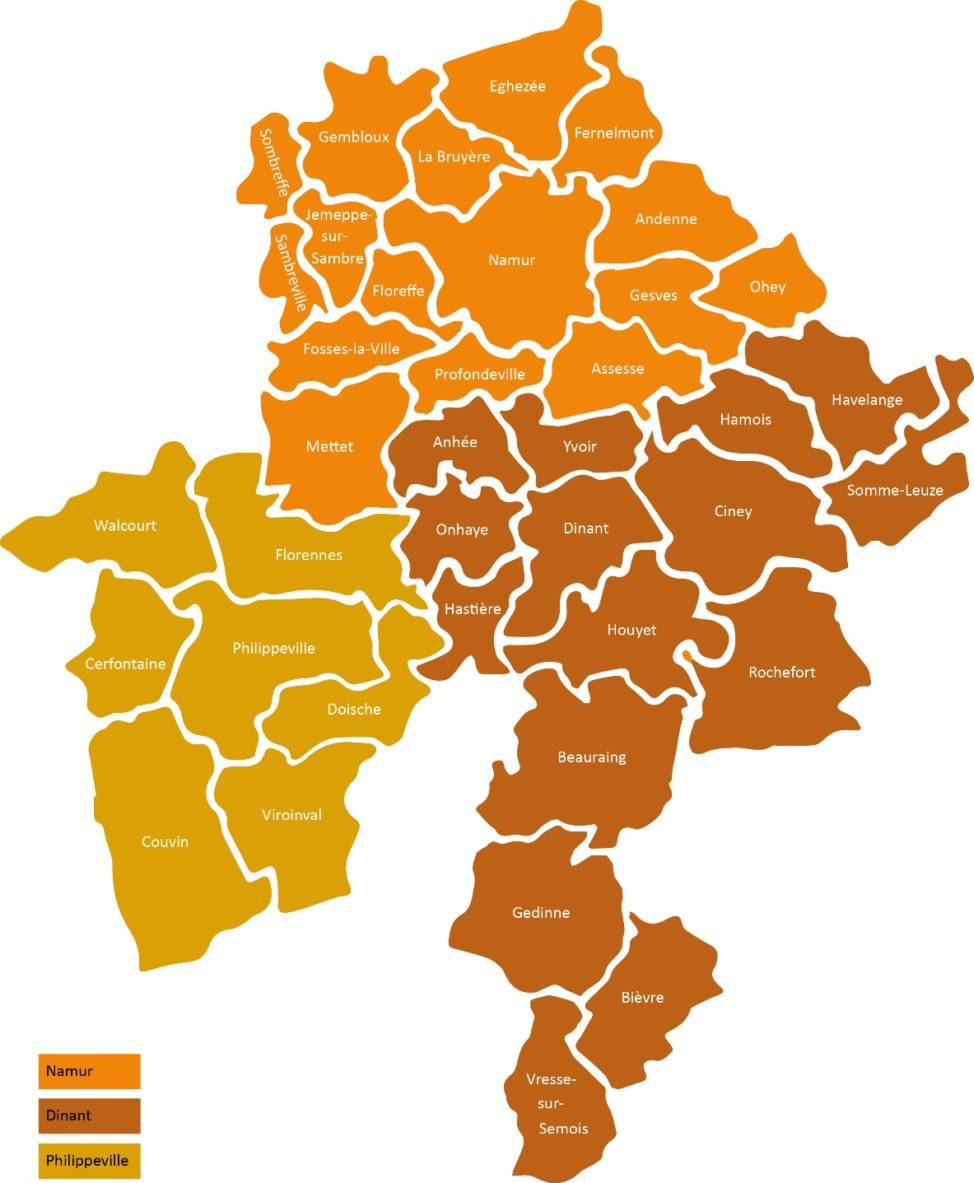 Eghezée
Fernelmont
Gembloux
La Bruyère
Sombreffe
Jemeppe-
sur-
Sambre
Andenne
Namur
Sambreville
Floreffe
Gesves
Ohey
Fosses-la-Ville
Profondeville
Assesse
Havelange
Hamois
Mettet
Anhée
Yvoir
Somme-Leuze
Walcourt
Ciney
Onhaye
Dinant
Florennes
Hastière
Houyet
Philippeville
Cerfontaine
Rochefort
Doische
Beauraing
Viroinval
Couvin
Gedinne
Bièvre
Vresse-
sur-
Semois
Namur
Dinant
Philippeville